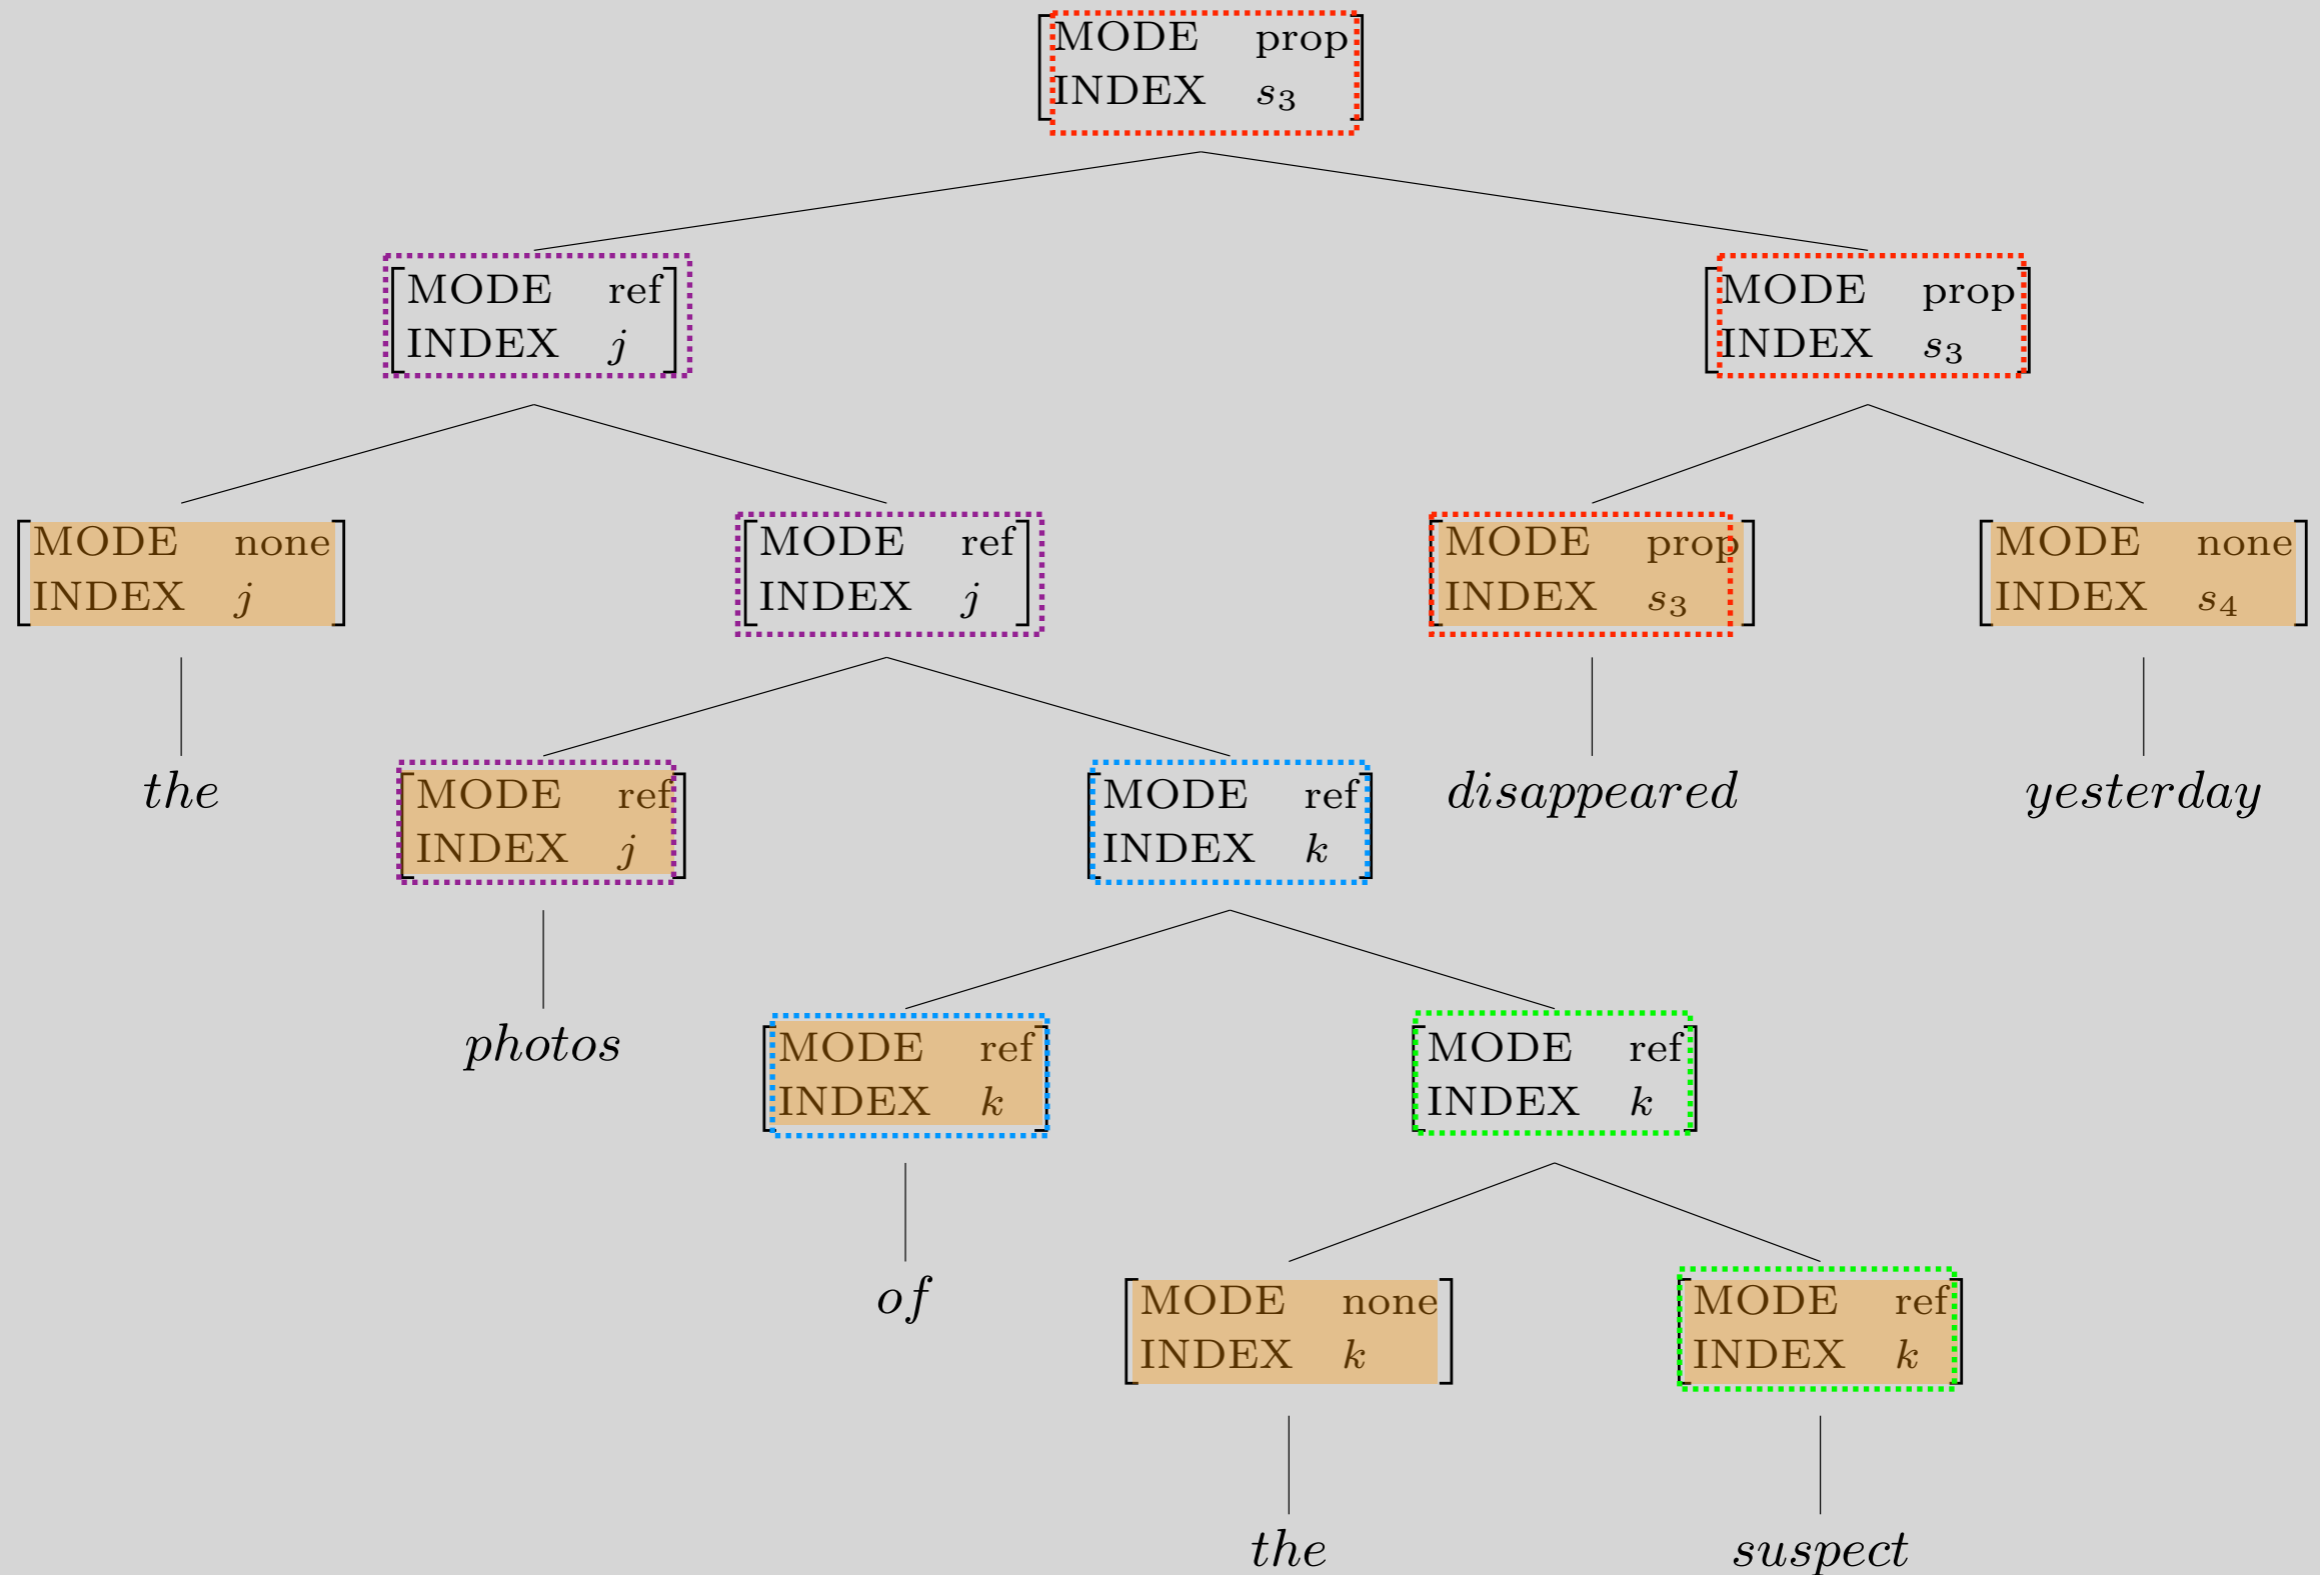 MODE prop
INDEX s₃
MODE ref
INDEX j
MODE prop
INDEX s₃
MODE none
INDEX j
MODE ref
INDEX j
MODE prop
INDEX s₃
MODE none
INDEX s₄
the
MODE ref
INDEX j
MODE ref
INDEX k
disappeared
yesterday
photos
MODE ref
INDEX k
MODE ref
INDEX k
of
MODE none
INDEX k
MODE ref
INDEX k
the
suspect